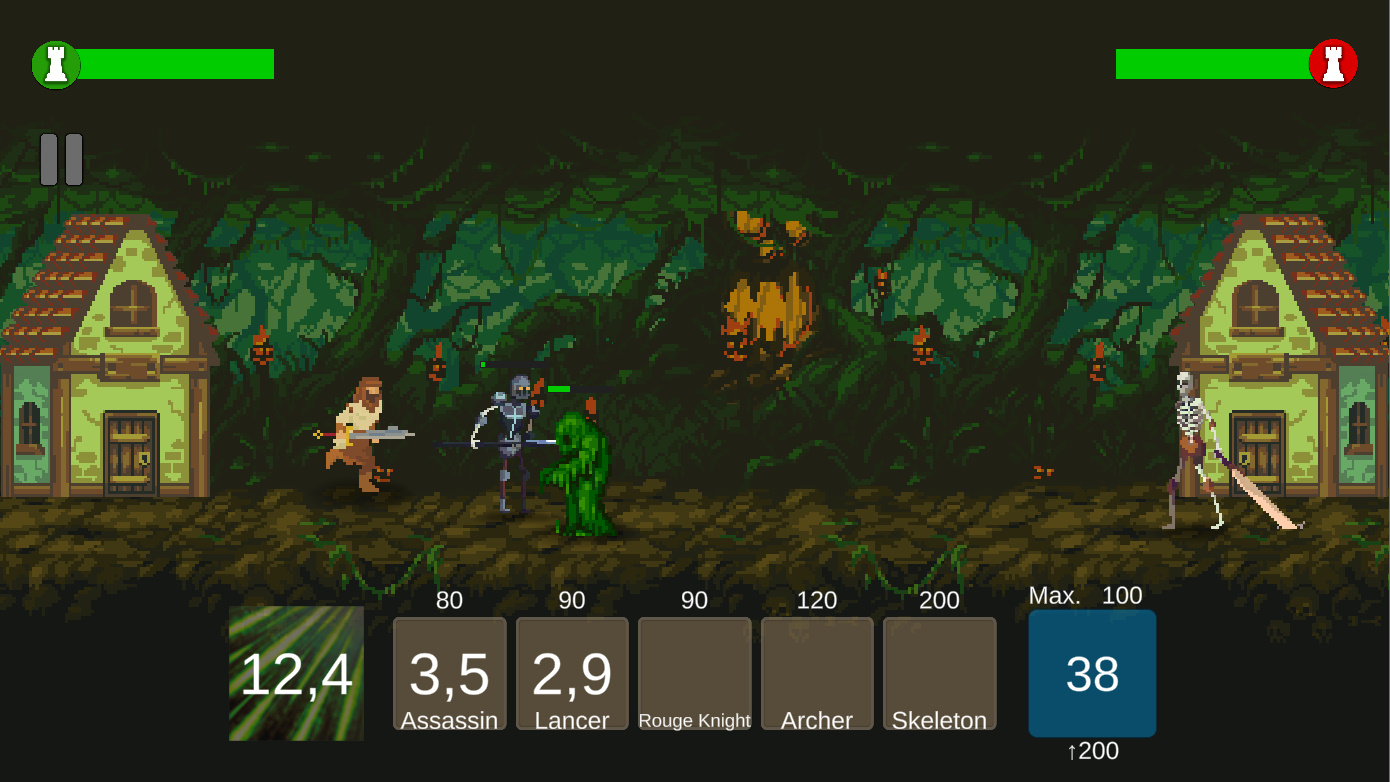 80
90
90
120
200
Max. 100
12,4
3,5
2,9
38
Assassin
Lancer
Rouge Knight
Archer
Skeleton
↑200